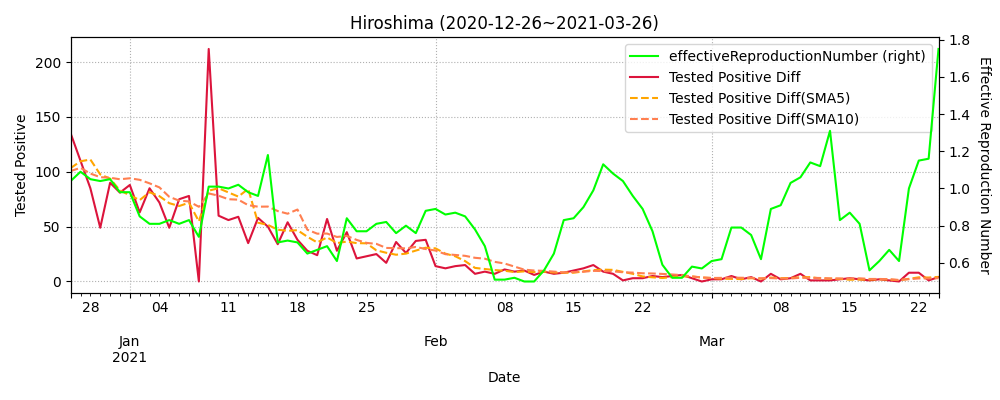 Hiroshima (2020-12-26~2021-03-26)
effectiveReproductionNumber (right)
Tested Positive Diff
Tested Positive Diff(SMA5)
Tested Positive Diff(SMA10)
Tested Positive
200
150
100
50
0
1.8
1.6
1.4
1.2
1.0
0.8
0.6
Effective Reproduction Number
28 04 11 18 25 08 15 22 08 15 22
Jan Feb Mar
2021
Date